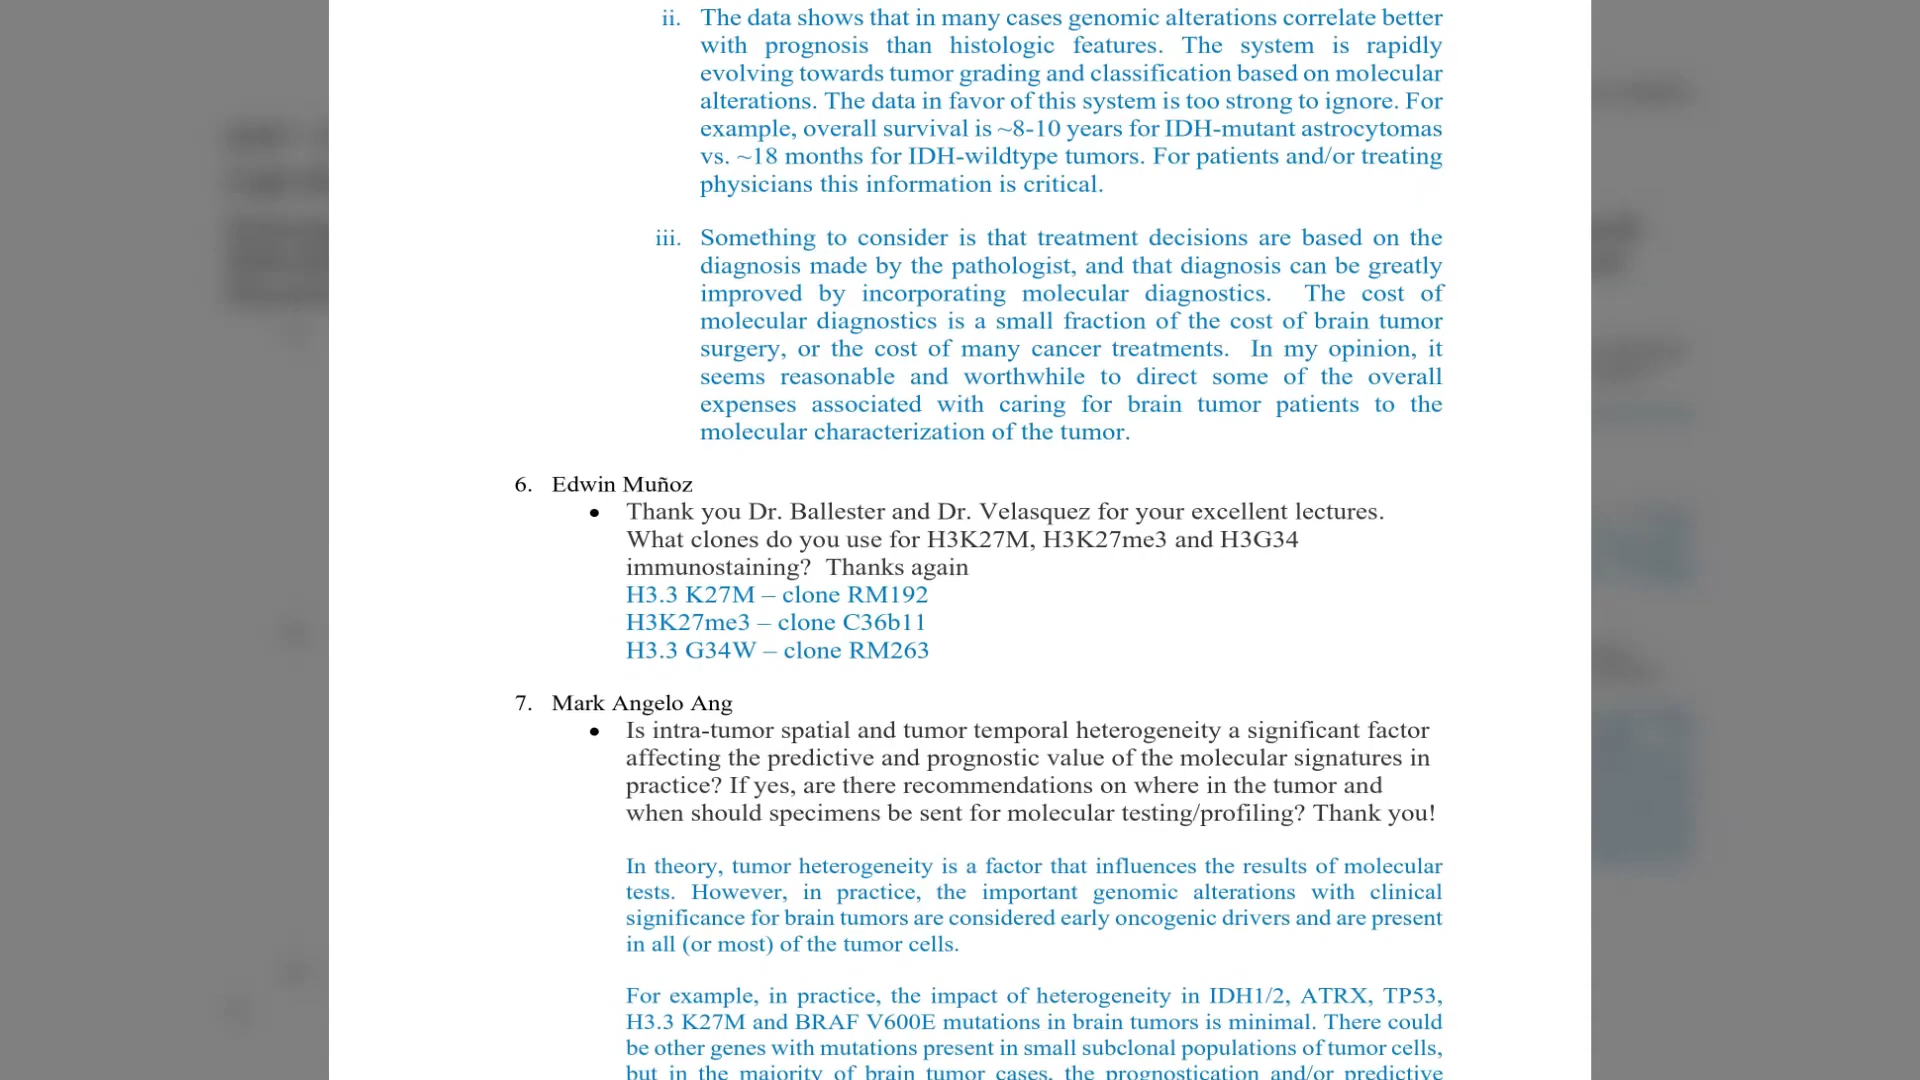 ii. The data shows that in many cases genomic alterations correlate better
with prognosis than histologic features. The system is rapidly
evolving towards tumor grading and classification based on molecular
alterations. The data in favor of this system is too strong to ignore. For
example, overall survival is ~8-10 years for IDH-mutant astrocytomas
vs. ~18 months for IDH-wildtype tumors. For patients and/or treating
physicians this information is critical.
iii. Something to consider is that treatment decisions are based on the
diagnosis made by the pathologist, and that diagnosis can be greatly
improved by incorporating molecular diagnostics. The cost of
molecular diagnostics is a small fraction of the cost of brain tumor
surgery, or the cost of many cancer treatments. In my opinion, it
seems reasonable and worthwhile to direct some of the overall
expenses associated with caring for brain tumor patients to the
molecular characterization of the tumor.
6. Edwin Muñoz
• Thank you Dr. Ballester and Dr. Velasquez for your excellent lectures.
What clones do you use for H3K27M, H3K27me3 and H3G34
immunostaining? Thanks again
H3.3 K27M – clone RM192
H3K27me3 – clone C36b11
H3.3 G34W – clone RM263
7. Mark Angelo Ang
• Is intra-tumor spatial and tumor temporal heterogeneity a significant factor
affecting the predictive and prognostic value of the molecular signatures in
practice? If yes, are there recommendations on where in the tumor and
when should specimens be sent for molecular testing/profiling? Thank you!
In theory, tumor heterogeneity is a factor that influences the results of molecular
tests. However, in practice, the important genomic alterations with clinical
significance for brain tumors are considered early oncogenic drivers and are present
in all (or most) of the tumor cells.
For example, in practice, the impact of heterogeneity in IDH1/2, ATRX, TP53,
H3.3 K27M and BRAF V600E mutations in brain tumors is minimal. There could
be other genes with mutations present in small subclonal populations of tumor cells,
but in the majority of brain tumor cases, the prognostication and/or predictive